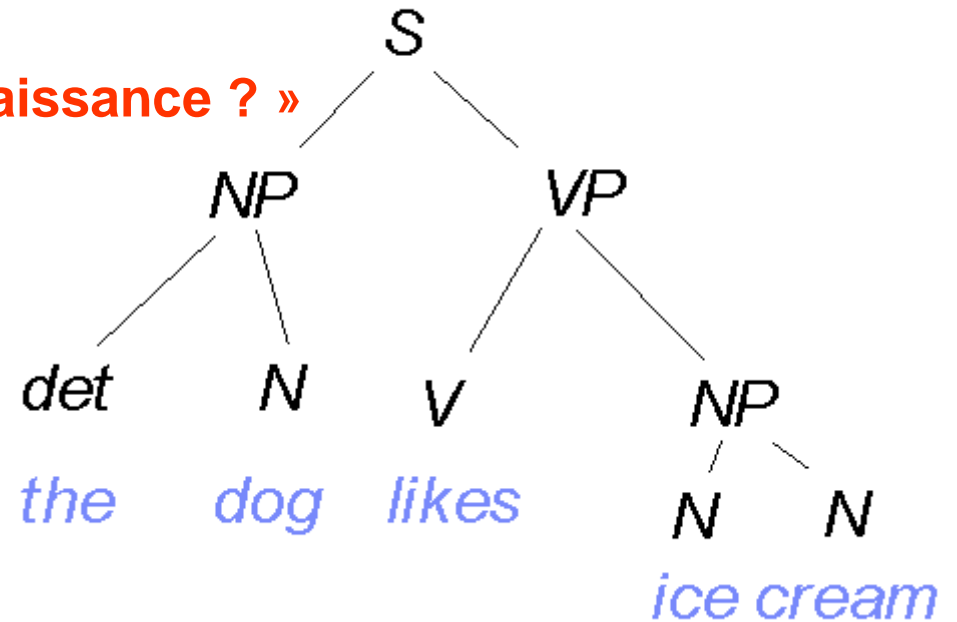 S
aissance ? »
NP VP
det N V NP
the dog likes N N
ice cream